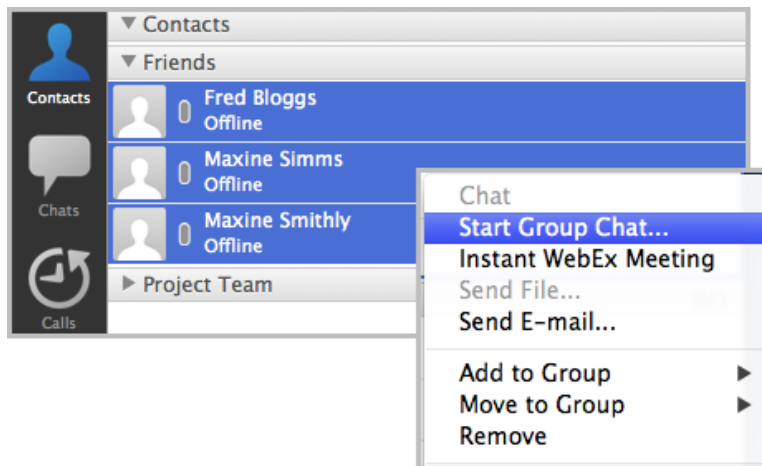 Contacts
Friends
Contacts
Fred Bloggs
Offline
Maxine Simms
Offline
Chats
Maxine Smithly
Offline
Project Team
Calls
Chat
Start Group Chat...
Instant WebEx Meeting
Send File...
Send E-mail...
Add to Group
Move to Group
Remove